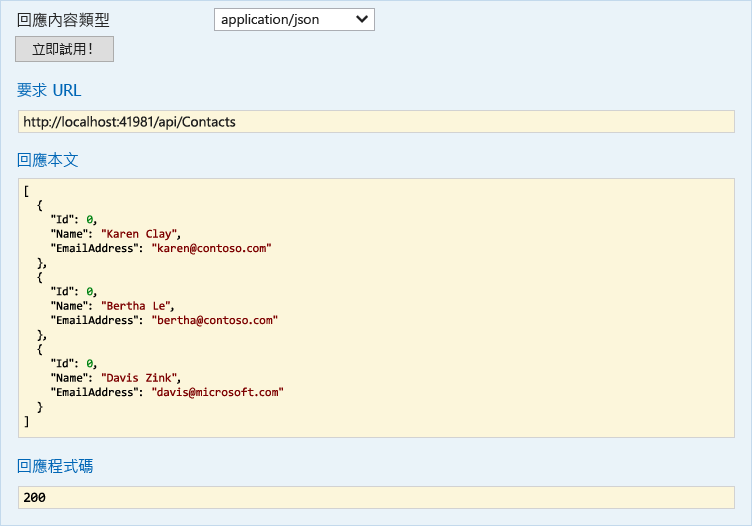 回應內容類型 application/json
立即試用!
要求 URL
http://localhost:41981/api/Contacts
回應本文
[
  {
    "Id": 0,
    "Name": "Karen Clay",
    "EmailAddress": "karen@contoso.com"
  },
  {
    "Id": 0,
    "Name": "Bertha Le",
    "EmailAddress": "bertha@contoso.com"
  },
  {
    "Id": 0,
    "Name": "Davis Zink",
    "EmailAddress": "davis@microsoft.com"
  }
]
回應程式碼
200